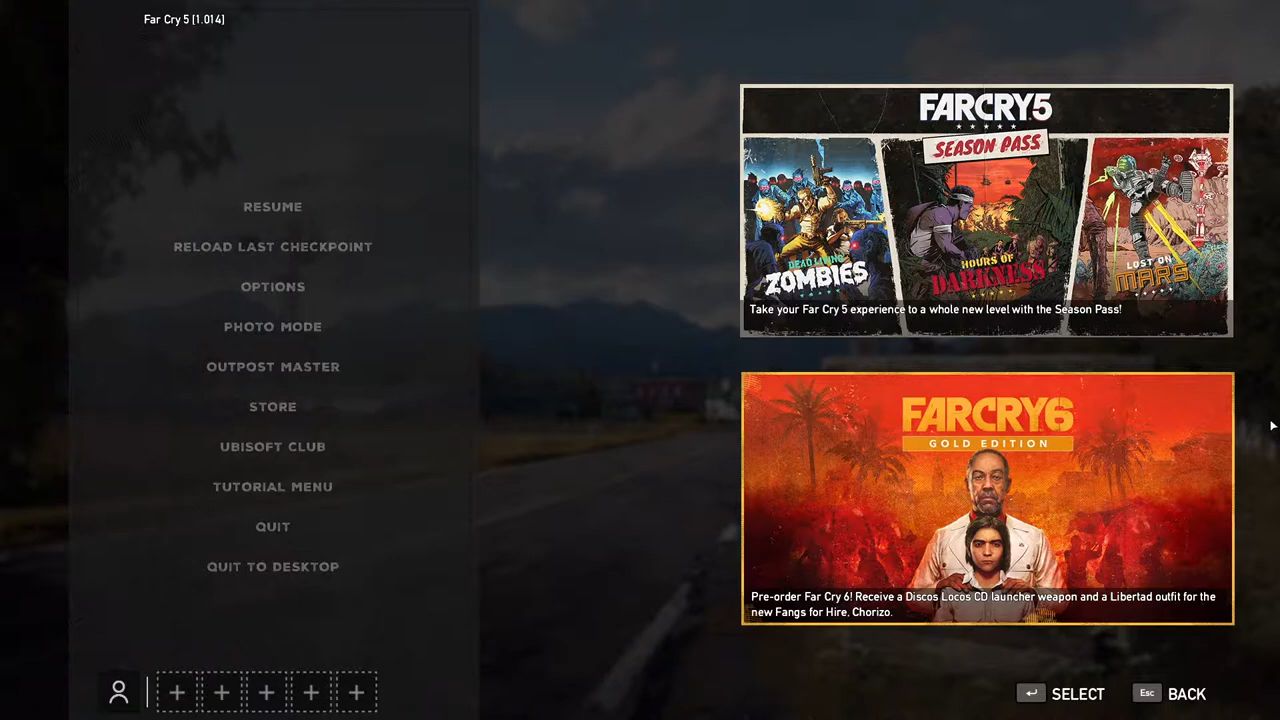 Far Cry 5 [1.014]
RESUME
RELOAD LAST CHECKPOINT
OPTIONS
PHOTO MODE
OUTPOST MASTER
STORE
UBISOFT CLUB
TUTORIAL MENU
QUIT
QUIT TO DESKTOP
FARCRY5
SEASON PASS
DEAD LIVING
ZOMBIES
HOURS OF
DARKNESS
LOST ON
MARS
Take your Far Cry 5 experience to a whole new level with the Season Pass!
FARCRY6
GOLD EDITION
Pre-order Far Cry 6! Receive a Discos Locos CD launcher weapon and a Libertad outfit for the
new Fangs for Hire, Chorizo.
SELECT
Esc BACK